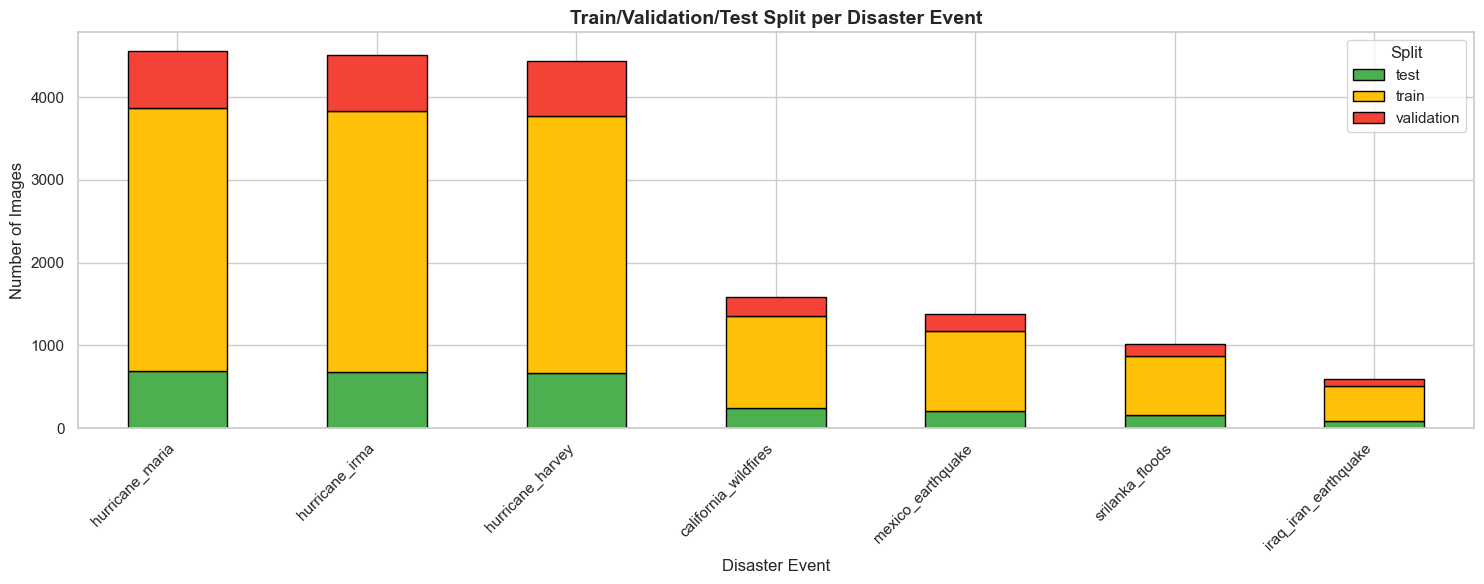 Train/Validation/Test Split per Disaster Event
Split
test
train
validation
Number of Images
4000
3000
2000
1000
0
hurricane_maria
hurricane_irma
hurricane_harvey
california_wildfires
mexico_earthquake
srilanka_floods
iraq_iran_earthquake
Disaster Event